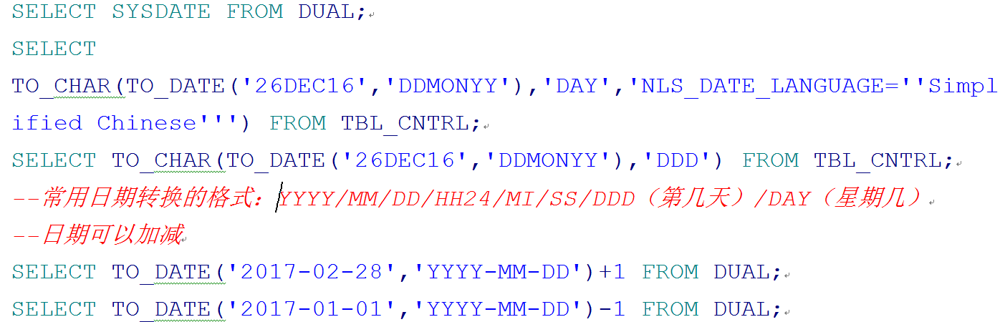 SELECT SYSDATE FROM DUAL;
SELECT
TO_CHAR(TO_DATE('26DEC16','DDMONYY'),'DAY','NLS_DATE_LANGUAGE=''Simpl
ified Chinese''') FROM TBL_CNTRL;
SELECT TO_CHAR(TO_DATE('26DEC16','DDMONYY'),'DDD') FROM TBL_CNTRL;
--常用日期转换的格式：YYYY/MM/DD/HH24/MI/SS/DDD（第几天）/DAY（星期几）
--日期可以加减
SELECT TO_DATE('2017-02-28','YYYY-MM-DD')+1 FROM DUAL;
SELECT TO_DATE('2017-01-01','YYYY-MM-DD')-1 FROM DUAL;